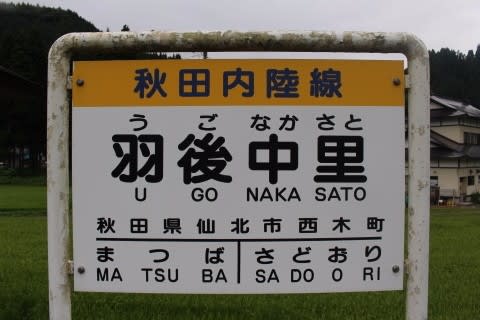 秋田内陸線
うごなかさと
羽後中里
U GO NAKA SATO
秋田県仙北市西木町
まつば さどおり
MA TSU BA SA DO O RI